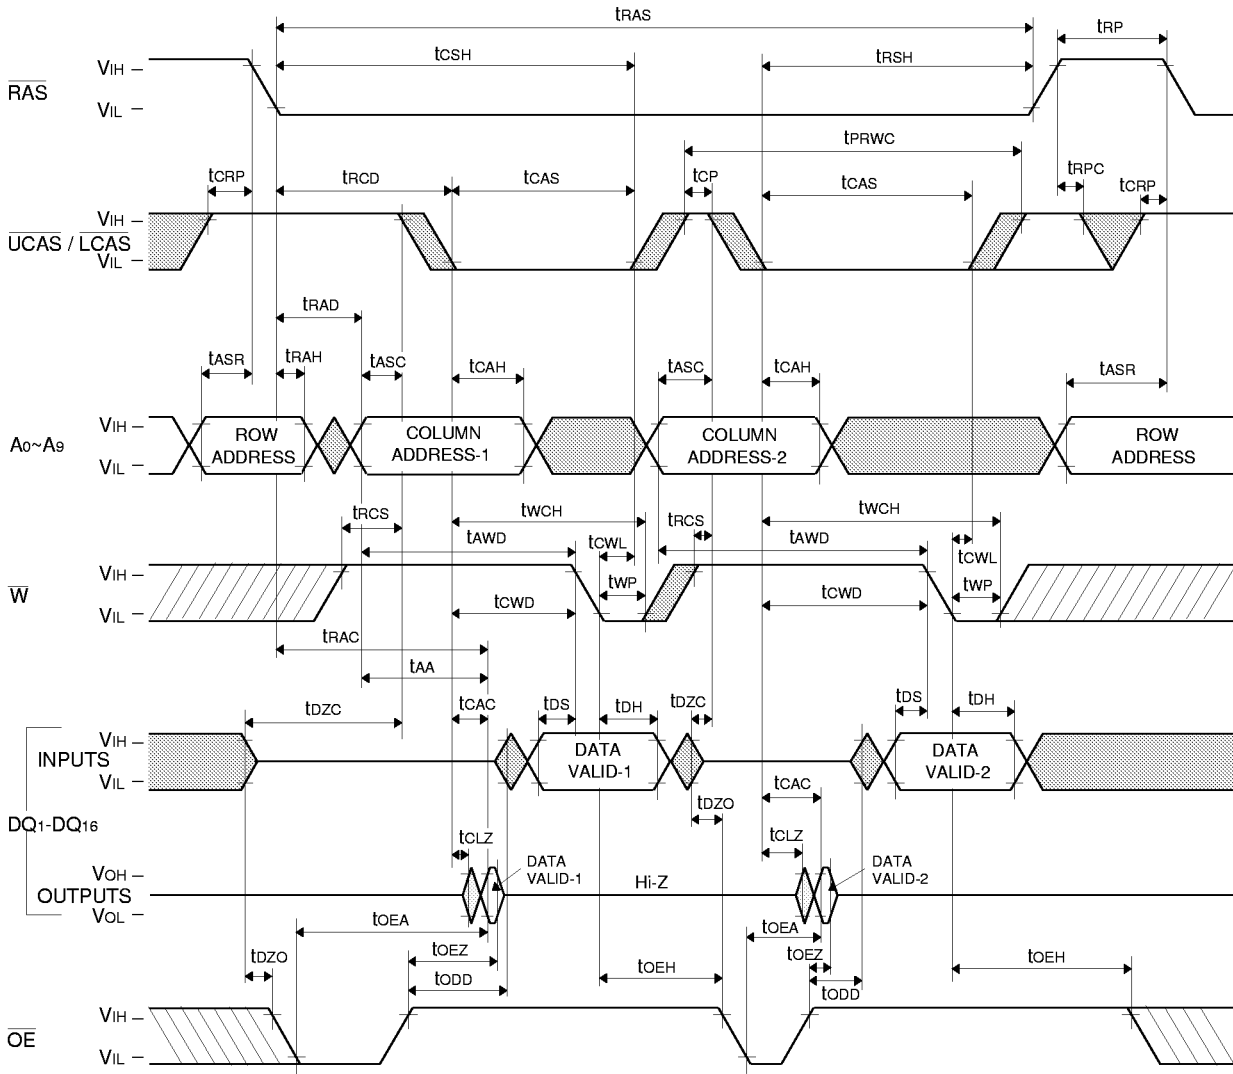 tRAS
tRP
tCSH
tRSH
VIH
RAS
VIL
tPRWC
tCRP
tRCD
tCAS
tCP
tCAS
tRPC
tCRP
VIH
UCAS / LCAS
VIL
tRAD
tASR
tRAH
tASC
tCAH
tASC
tCAH
tASR
VIH
A0~A9
VIL
ROW
ADDRESS
COLUMN
ADDRESS-1
COLUMN
ADDRESS-2
ROW
ADDRESS
tRCS
tWCH
tRCS
tWCH
tAWD
tCWL
tAWD
tCWL
VIH
W
VIL
tWP
tWP
tCWD
tCWD
tRAC
tAA
tDZC
tCAC
tDS
tDH
tDZC
tDS
tDH
VIH
INPUTS
VIL
DATA
VALID-1
DATA
VALID-2
tCAC
tDZO
DQ1-DQ16
tCLZ
tCLZ
VOH
OUTPUTS
VOL
DATA
VALID-1
Hi-Z
DATA
VALID-2
tOEA
tOEA
tDZO
tOEZ
tOEZ
tODD
tOEH
tODD
tOEH
VIH
OE
VIL